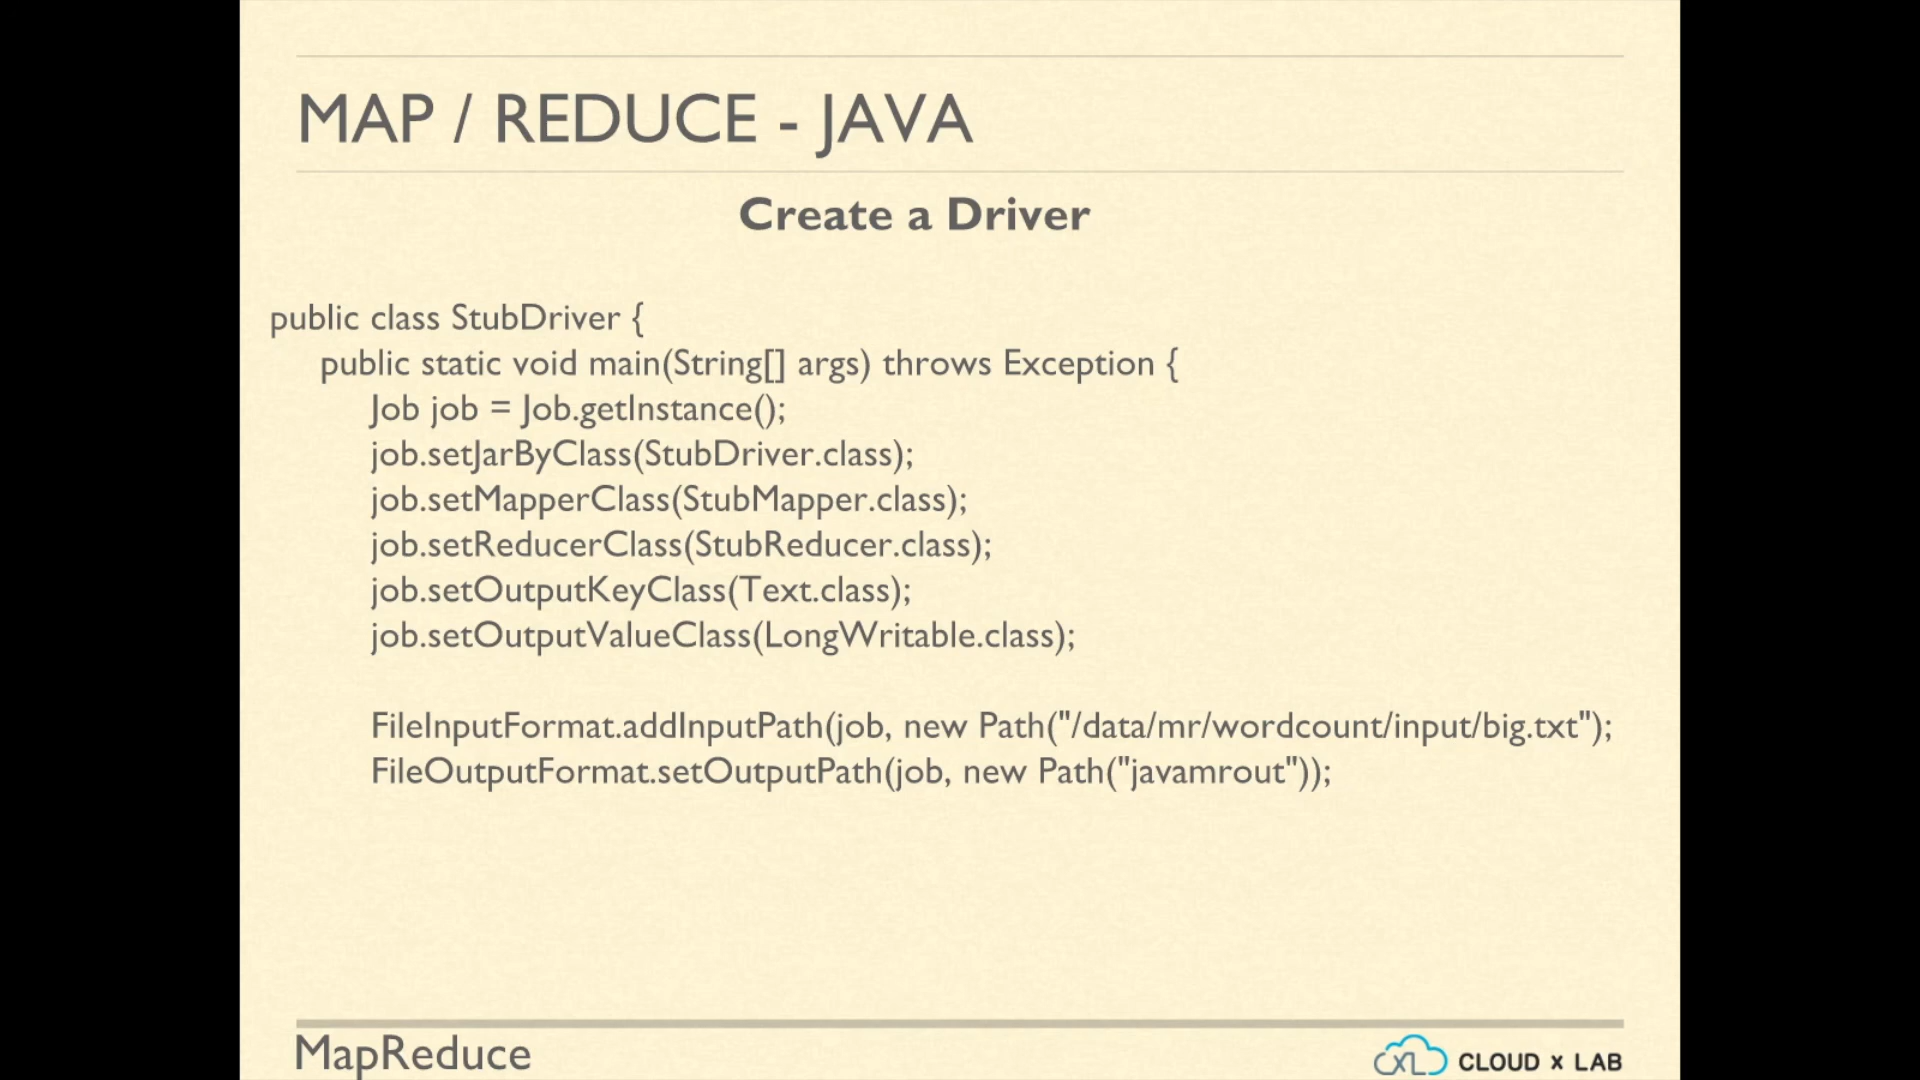 MAP / REDUCE - JAVA
Create a Driver
public class StubDriver {
public static void main(String[] args) throws Exception {
Job job = Job.getInstance();
job.setJarByClass(StubDriver.class);
job.setMapperClass(StubMapper.class);
job.setReducerClass(StubReducer.class);
job.setOutputKeyClass(Text.class);
job.setOutputValueClass(LongWritable.class);
FileInputFormat.addInputPath(job, new Path("/data/mr/wordcount/input/big.txt");
FileOutputFormat.setOutputPath(job, new Path("javamrout"));
MapReduce
CXL CLOUD x LAB